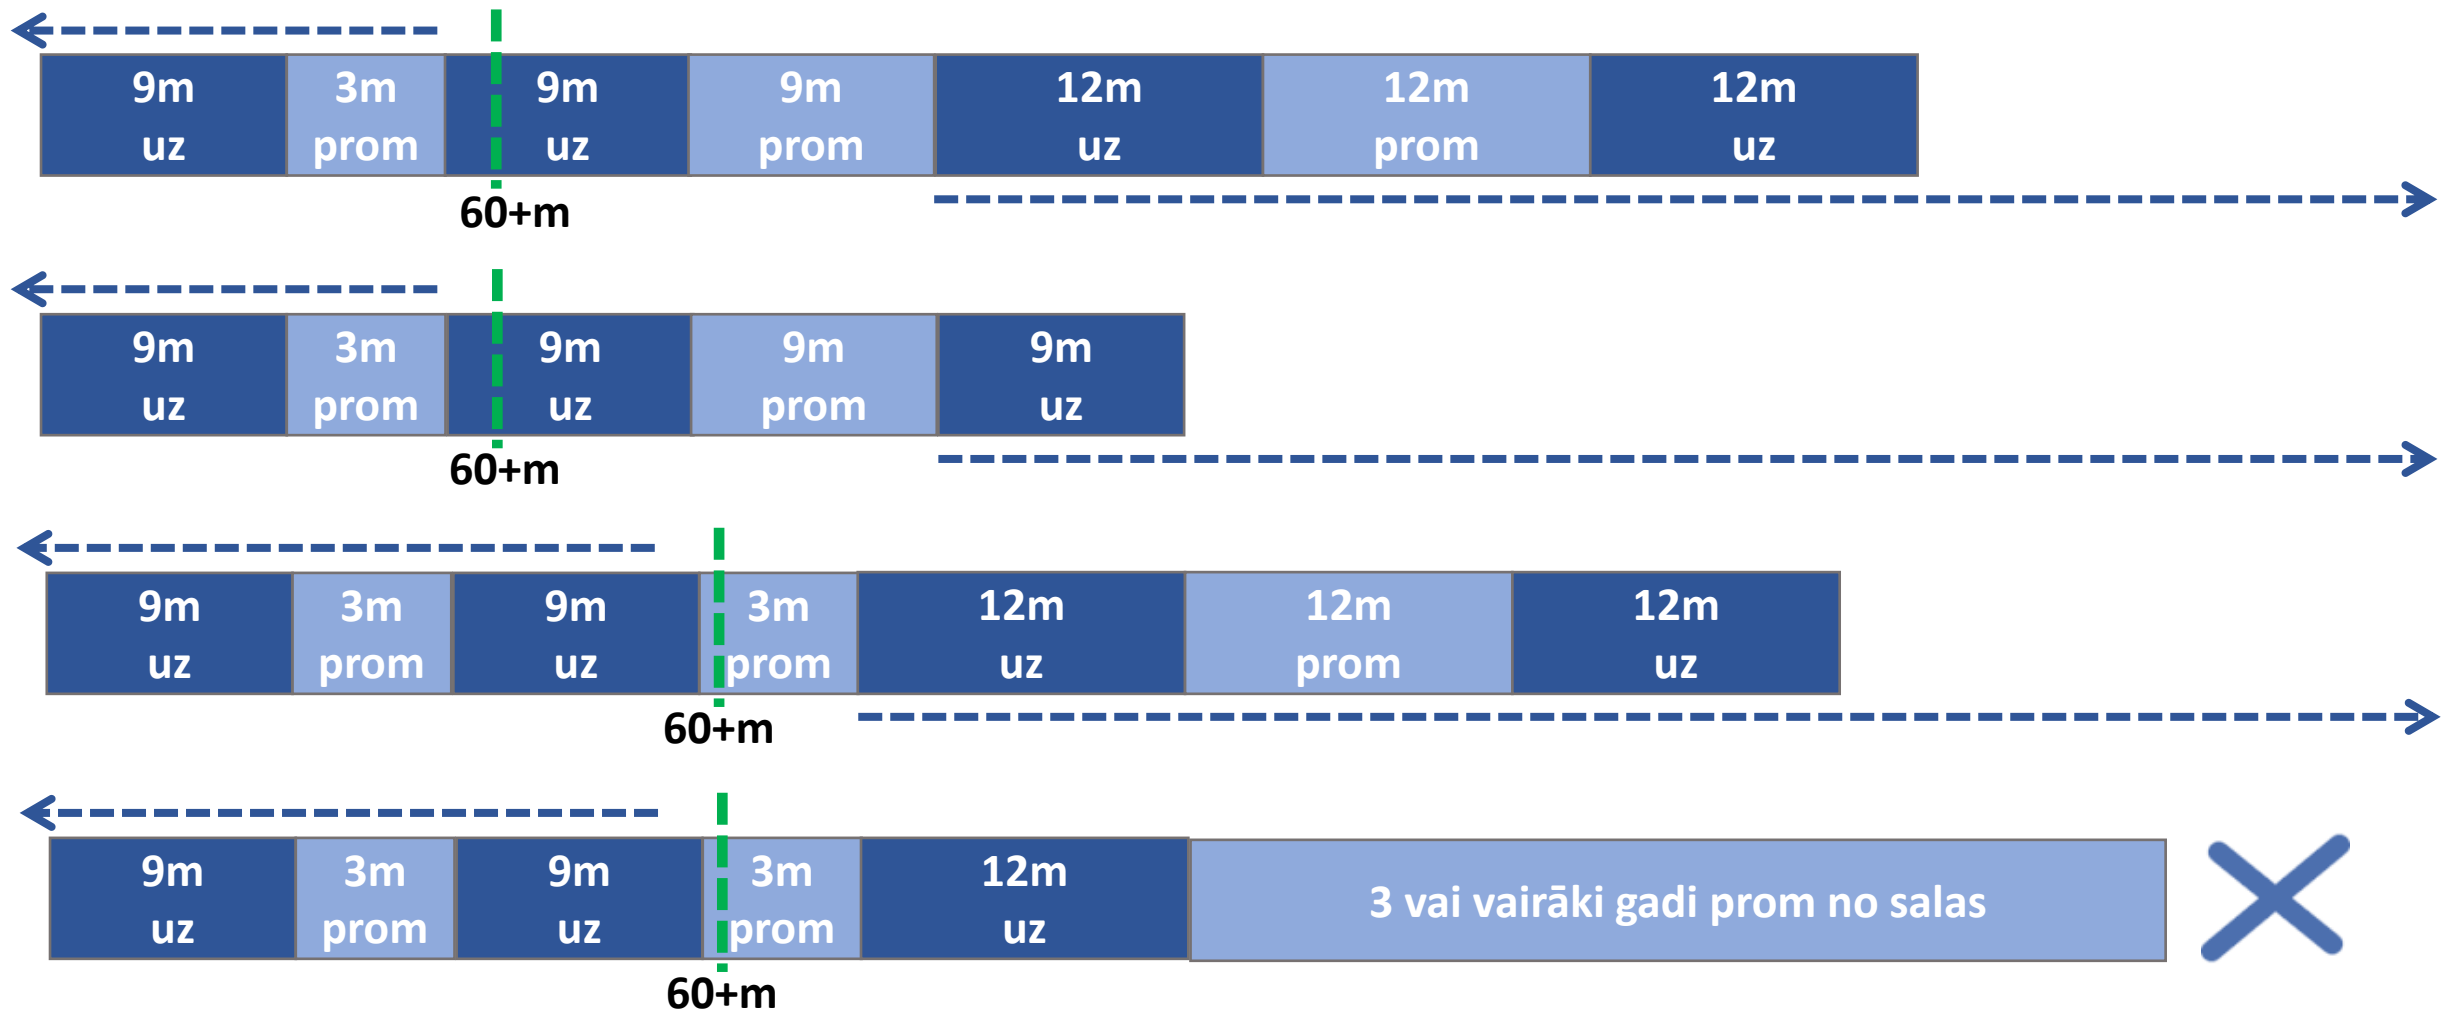 9m 3m 9m 9m 12m 12m 12m
uz prom uz prom uz prom uz
60+m
9m 3m 9m 9m 9m
uz prom uz prom uz
60+m
9m 3m 9m 3m 12m 12m 12m
uz prom uz prom uz prom uz
60+m
9m 3m 9m 3m 12m
uz prom uz prom uz
3 vai vairāki gadi prom no salas
60+m